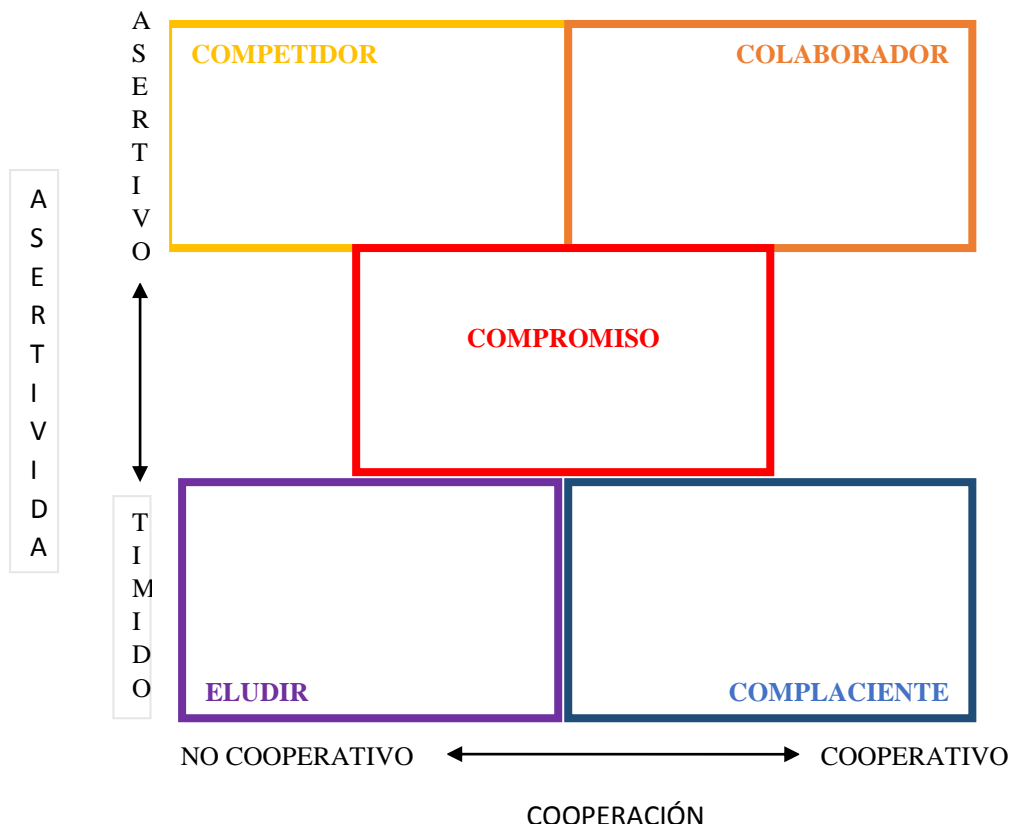 ASERTIVO
COMPETIDOR
COLABORADOR
ASERTIVIDA
COMPROMISO
TIMIDO
ELUDIR
COMPLACIENTE
NO COOPERATIVO
COOPERATIVO
COOPERACIÓN